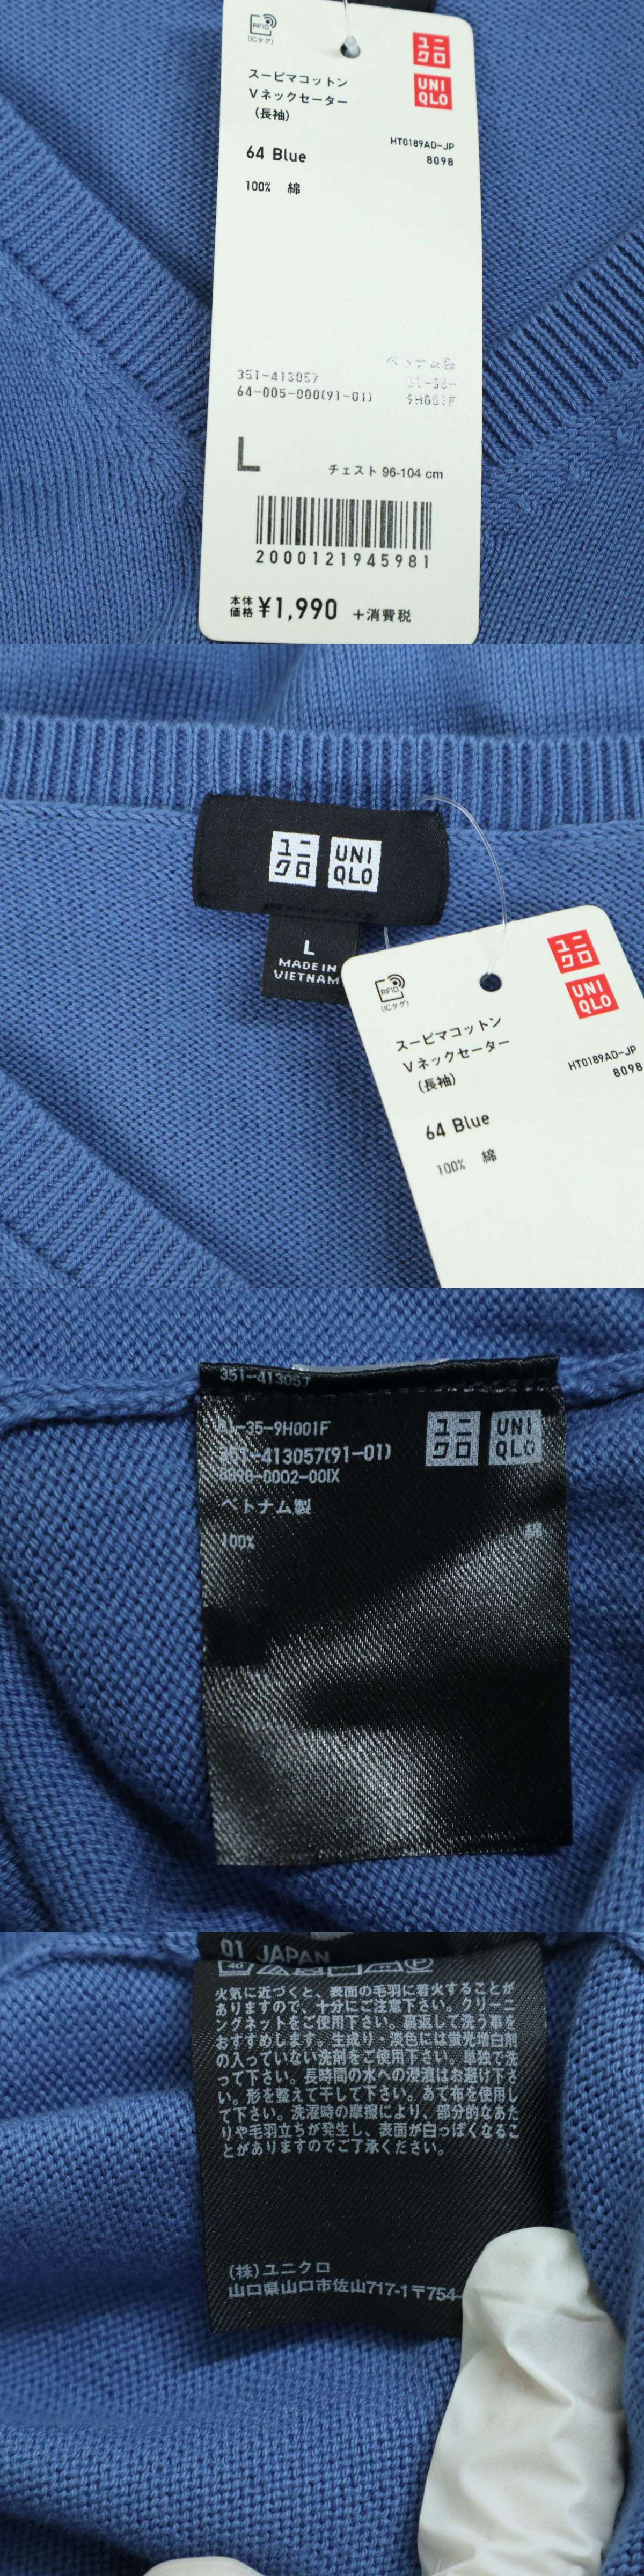 RFID
(ICタグ)
ユニ
クロ
UNI
QLO
スーピマコットン
Vネックセーター
(長袖)
HT0189AD-JP
8098
64 Blue
100% 綿
351-413057
64-005-000(91-01)
9H001F
L
チェスト 96-104 cm
2000121945981
本体
価格 ¥1,990 +消費税
ユニ
クロ
UNI
QLO
L
MADE IN
VIETNAM
RFID
(ICタグ)
ユニ
クロ
UNI
QLO
スーピマコットン
Vネックセーター
(長袖)
HT0189AD-JP
8098
64 Blue
100% 綿
351-413057
-35-9H001F
351-413057(91-01)
8098-0002-00IX
ユニ
クロ
UNI
QLO
ベトナム製
100% 綿
01 JAPAN
40
火気に近づくと、表面の毛羽に着火することが
ありますので、十分にご注意下さい。クリーニ
ングネットをご使用下さい。裏返して洗う事を
おすすめします。生成り・淡色には蛍光増白剤
の入っていない洗剤をご使用下さい。単独で洗
って下さい。長時間の水への浸漬はお避け下さ
い。形を整えて干して下さい。あて布を使用し
て下さい。洗濯時の摩擦により、部分的なあた
りや毛羽立ちが発生し、表面が白っぽくなるこ
とがありますのでご了承ください。
(株)ユニクロ
山口県山口市佐山717-1〒754-